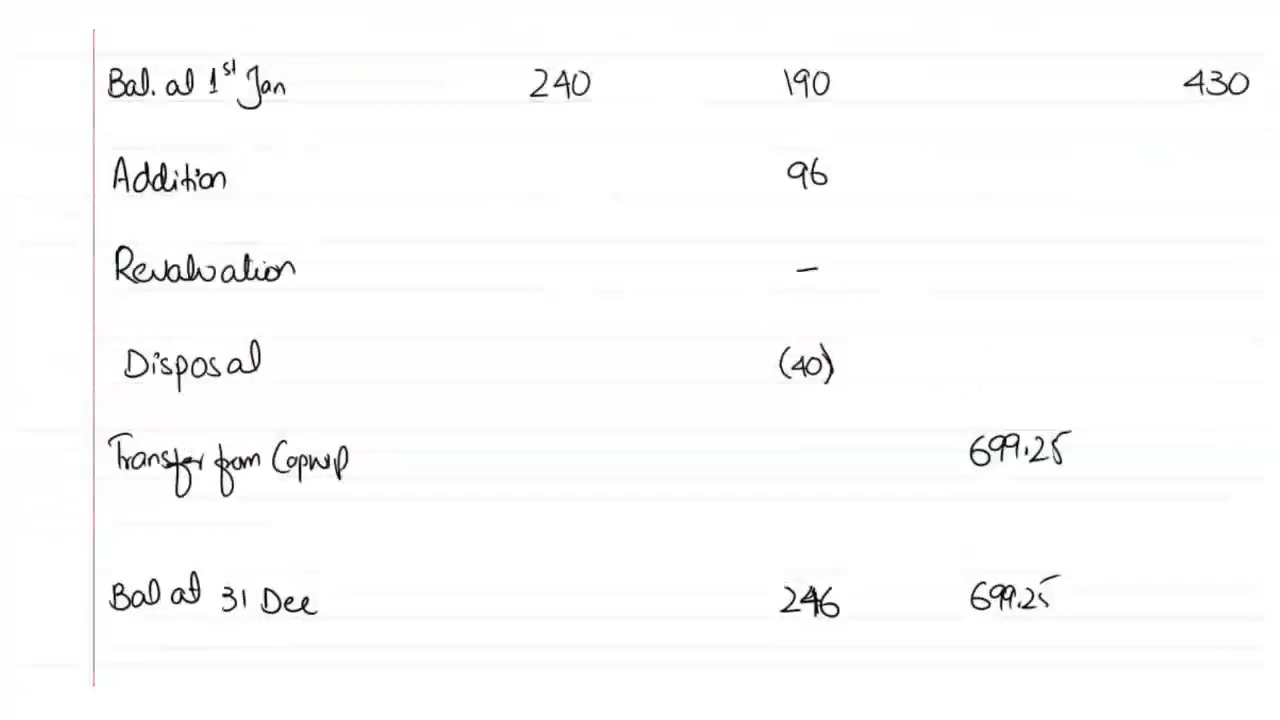 Bal. at 1st Jan 240 190 430
Addition 96
Revaluation –
Disposal (40)
Transfer from Capwip 699.25
Bal at 31 Dec 246 699.25